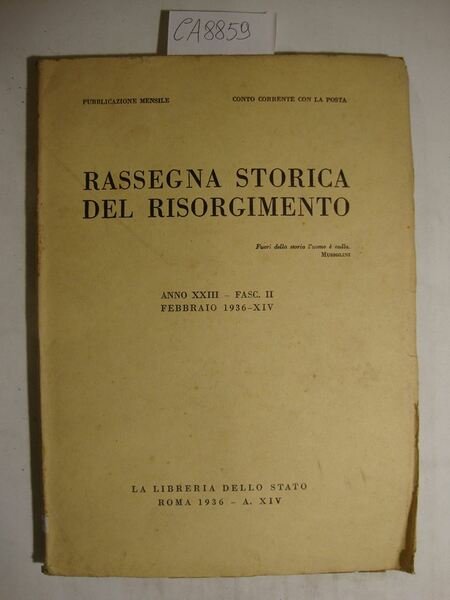 CA8859
PUBBLICAZIONE MENSILE CONTO CORRENTE CON LA POSTA
RASSEGNA STORICA
DEL RISORGIMENTO
Fuori della storia l'uomo è nulla.
MUSSOLINI
ANNO XXIII - FASC. II
FEBBRAIO 1936-XIV
LA LIBRERIA DELLO STATO
ROMA 1936 - A. XIV